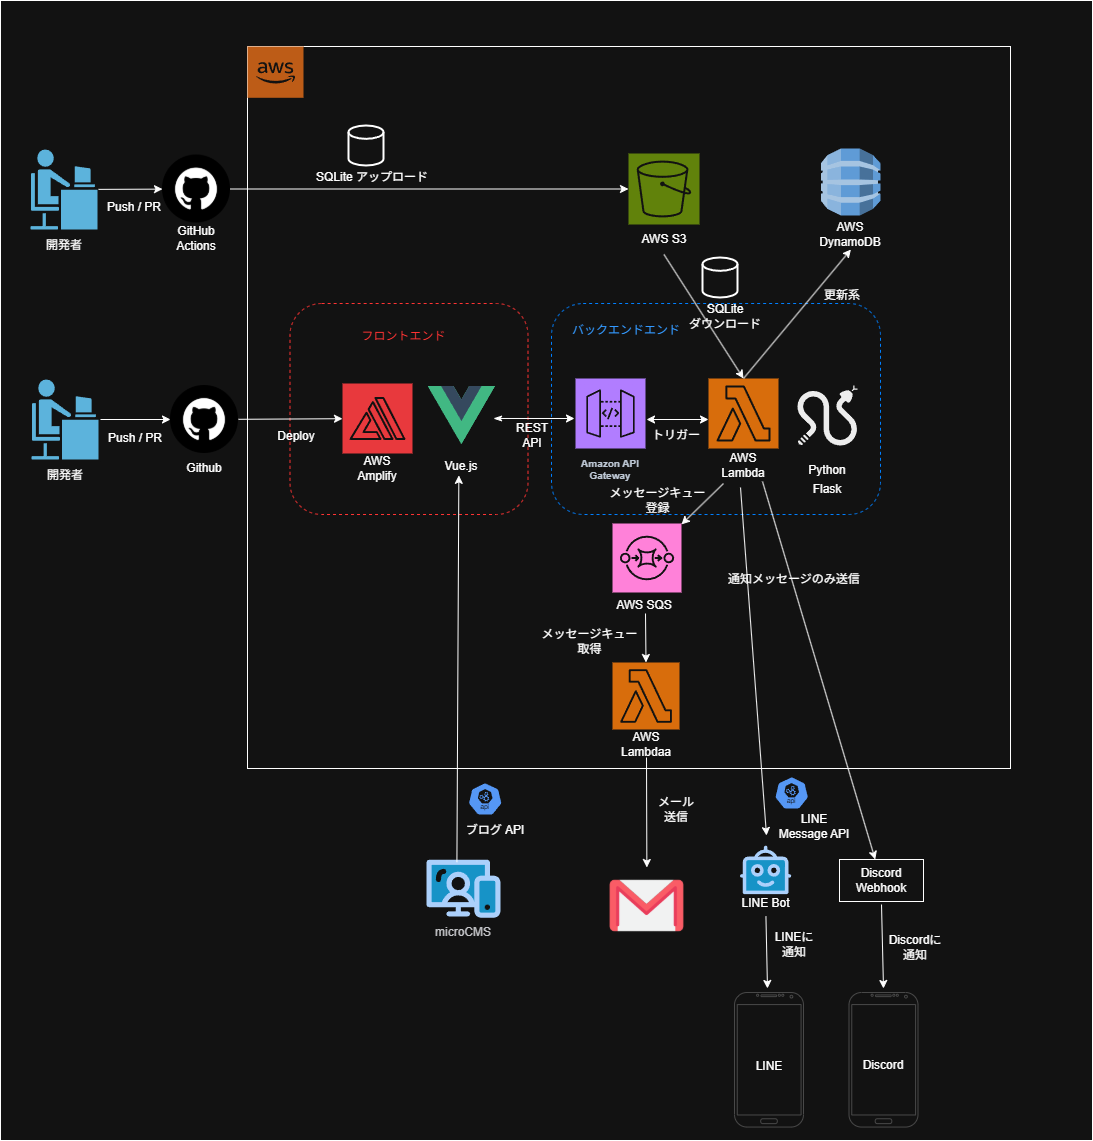 aws
SQLite アップロード
Push / PR
開発者
GitHub
Actions
AWS S3
AWS
DynamoDB
SQLite
ダウンロード
更新系
フロントエンド
バックエンドエンド
Push / PR
開発者
Github
Deploy
AWS
Amplify
Vue.js
REST
API
</>
Amazon API
Gateway
トリガー
AWS
Lambda
Python
Flask
メッセージキュー
登録
AWS SQS
通知メッセージのみ送信
メッセージキュー
取得
AWS
Lambdaa
api
ブログ API
microCMS
メール
送信
api
LINE
Message API
LINE Bot
Discord
Webhook
LINEに
通知
Discordに
通知
LINE
Discord